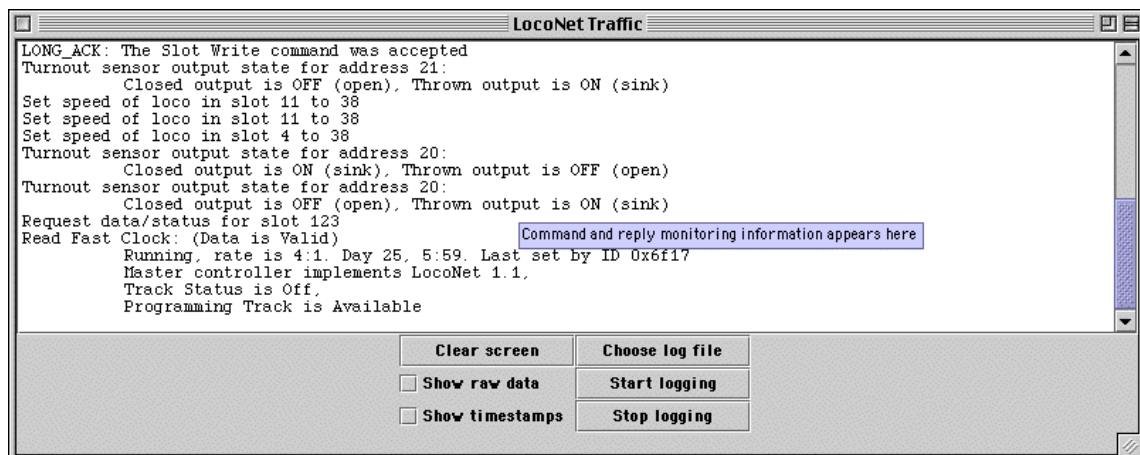 LocoNet Traffic
LONG_ACK: The Slot Write command was accepted
Turnout sensor output state for address 21:
Closed output is OFF (open), Thrown output is ON (sink)
Set speed of loco in slot 11 to 38
Set speed of loco in slot 11 to 38
Set speed of loco in slot 4 to 38
Turnout sensor output state for address 20:
Closed output is ON (sink), Thrown output is OFF (open)
Turnout sensor output state for address 20:
Closed output is OFF (open), Thrown output is ON (sink)
Request data/status for slot 123
Read Fast Clock: (Data is Valid)
Command and reply monitoring information appears here
Running, rate is 4:1. Day 25, 5:59. Last set by ID 0x6f17
Master controller implements LocoNet 1.1,
Track Status is Off,
Programming Track is Available
Clear screen
Choose log file
Show raw data
Start logging
Show timestamps
Stop logging